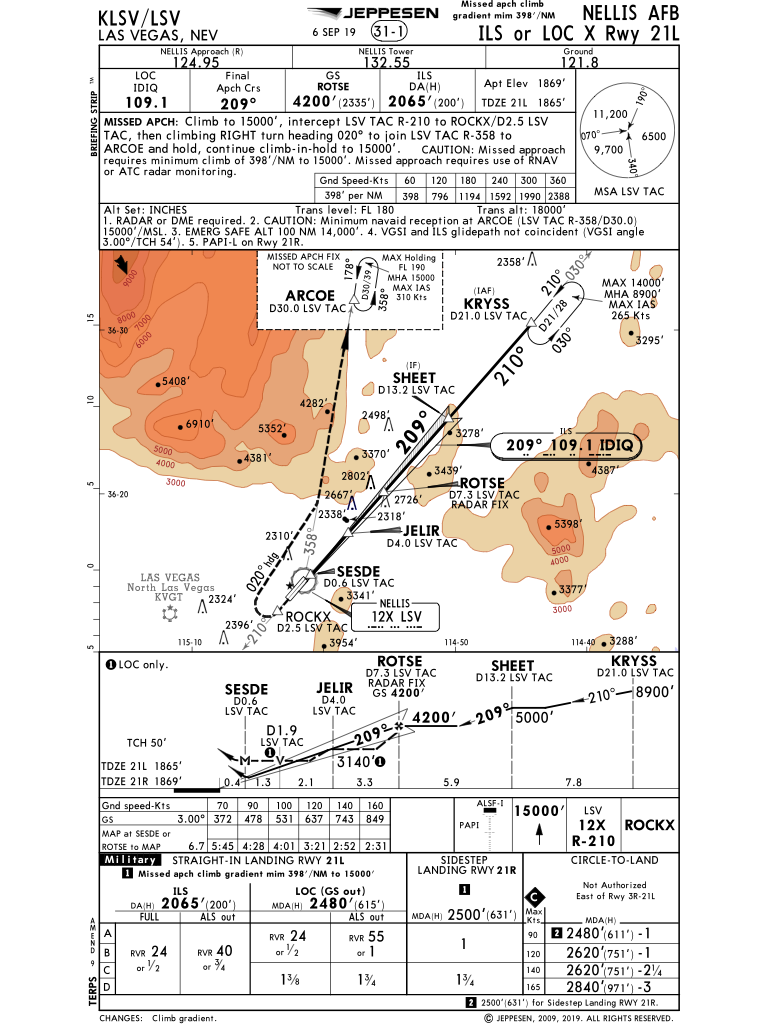 KLSV/LSV
LAS VEGAS, NEV
JEPPESEN
6 SEP 19
31-1
Missed apch climb
gradient mim 398'/NM
NELLIS AFB
ILS or LOC X Rwy 21L
NELLIS Approach (R)
124.95
NELLIS Tower
132.55
Ground
121.8
BRIEFING STRIP TM
LOC
IDIQ
109.1
Final
Apch Crs
209°
GS
ROTSE
4200' (2335')
ILS
DA(H)
2065' (200')
Apt Elev 1869'
TDZE 21L 1865'
MISSED APCH: Climb to 15000', intercept LSV TAC R-210 to ROCKX/D2.5 LSV
TAC, then climbing RIGHT turn heading 020° to join LSV TAC R-358 to
ARCOE and hold, continue climb-in-hold to 15000'. CAUTION: Missed approach
requires minimum climb of 398'/NM to 15000'. Missed approach requires use of RNAV
or ATC radar monitoring.
Gnd Speed-Kts 60 120 180 240 300 360
398' per NM 398 796 1194 1592 1990 2388
190°
11,200
070°
6500
9,700
340°
MSA LSV TAC
Alt Set: INCHES Trans level: FL 180 Trans alt: 18000'
1. RADAR or DME required. 2. CAUTION: Minimum navaid reception at ARCOE (LSV TAC R-358/D30.0)
15000'/MSL. 3. EMERG SAFE ALT 100 NM 14,000'. 4. VGSI and ILS glidepath not coincident (VGSI angle
3.00°/TCH 54'). 5. PAPI-L on Rwy 21R.
MISSED APCH FIX
NOT TO SCALE
ARCOE
D30.0 LSV TAC
178°
D30/39
358°
MAX Holding
FL 190
MHA 15000
MAX IAS
310 Kts
2358'
030°
210°
(IAF)
KRYSS
D21.0 LSV TAC
D21/28
030°
MAX 14000'
MHA 8900'
MAX IAS
265 Kts
3295'
9000
8000
7000
6000
36-30
15
10
5
0
5
36-20
5408'
6910'
5352'
4282'
4381'
5000
4000
3000
(IF)
SHEET
D13.2 LSV TAC
210°
209°
2498'
3278'
ILS
209° 109.1 IDIQ
3370'
3439'
4387'
2802'
2667'
2726'
ROTSE
D7.3 LSV TAC
RADAR FIX
2338'
2318'
JELIR
D4.0 LSV TAC
5398'
5000
4000
3377'
3000
2310'
358°
020° hdg
SESDE
D0.6 LSV TAC
LAS VEGAS
North Las Vegas
KVGT
2324'
2396'
3341'
NELLIS
12X LSV
ROCKX
D2.5 LSV TAC
210°
3954'
3288'
115-10
114-50
114-40
1 LOC only.
SESDE
D0.6
LSV TAC
JELIR
D4.0
LSV TAC
ROTSE
D7.3 LSV TAC
RADAR FIX
GS 4200'
SHEET
D13.2 LSV TAC
KRYSS
D21.0 LSV TAC
D1.9
LSV TAC
1
M
V
TCH 50'
TDZE 21L 1865'
TDZE 21R 1869'
209°
3140' 1
4200'
209°
5000'
210°
8900'
0.4 1.3 2.1 3.3 5.9 7.8
Gnd speed-Kts 70 90 100 120 140 160
GS 3.00° 372 478 531 637 743 849
MAP at SESDE or
ROTSE to MAP 6.7 5:45 4:28 4:01 3:21 2:52 2:31
ALSF-I
PAPI
15000'
LSV
12X
R-210
ROCKX
Military STRAIGHT-IN LANDING RWY 21L
1 Missed apch climb gradient mim 398'/NM to 15000'
SIDESTEP
LANDING RWY 21R
1
CIRCLE-TO-LAND
Not Authorized
East of Rwy 3R-21L
ILS
DA(H) 2065' (200')
FULL
ALS out
LOC (GS out)
MDA(H) 2480' (615')
ALS out
MDA(H) 2500' (631')
C
Max
Kts
MDA(H)
A
B
C
D
RVR 24
or 1/2
RVR 40
or 3/4
RVR 24
or 1/2
RVR 55
or 1
1 3/8
1 3/4
1
1 3/4
90 2 2480' (611') -1
120 2620' (751') -1
140 2620' (751') -2 1/4
165 2840' (971') -3
2 2500' (631') for Sidestep Landing RWY 21R.
AMEND 9
TERPS
CHANGES: Climb gradient.
© JEPPESEN, 2009, 2019. ALL RIGHTS RESERVED.